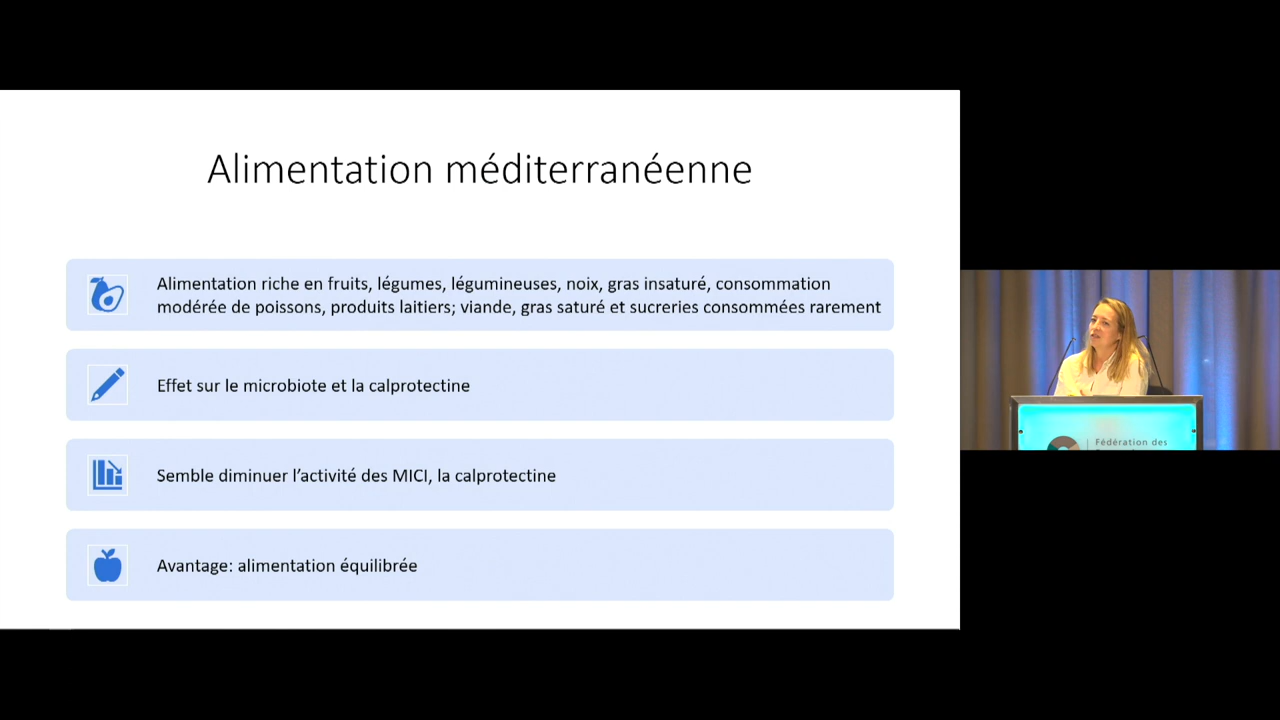 Alimentation méditerranéenne
Alimentation riche en fruits, légumes, légumineuses, noix, gras insaturé, consommation
modérée de poissons, produits laitiers; viande, gras saturé et sucreries consommées rarement
Effet sur le microbiote et la calprotectine
Semble diminuer l’activité des MICI, la calprotectine
Avantage: alimentation équilibrée
Fédération des